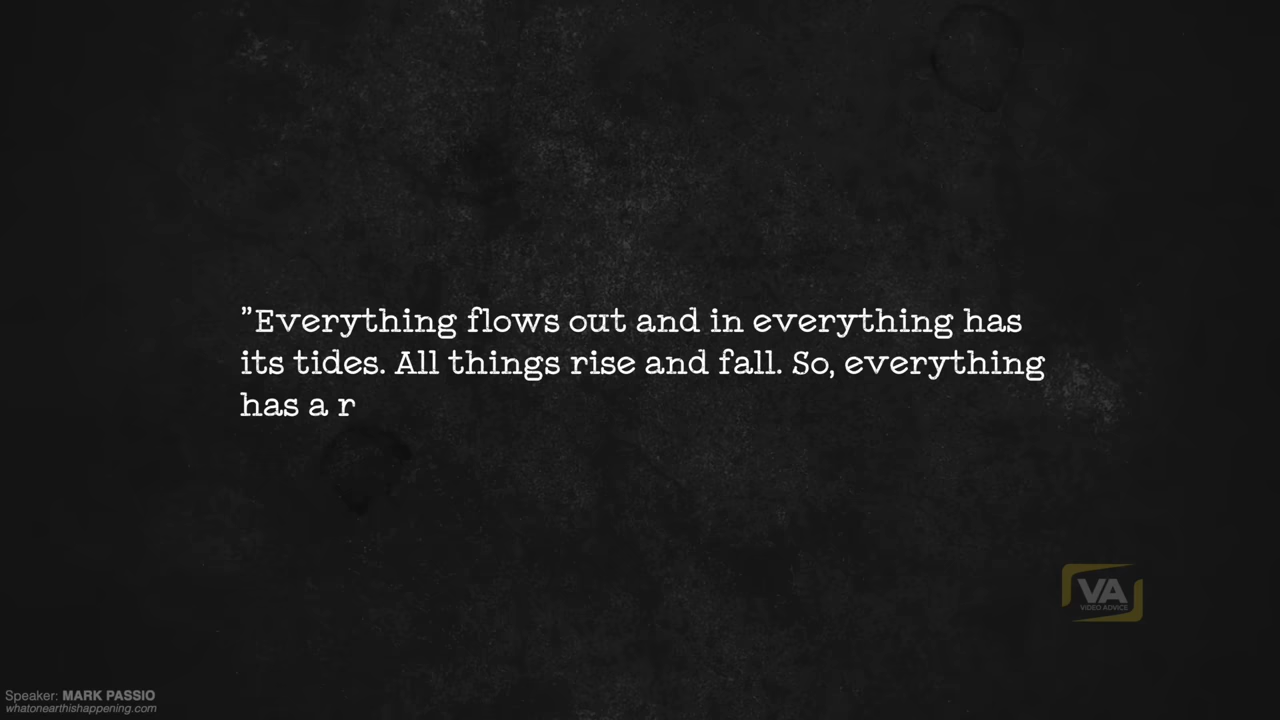 ”Everything flows out and in everything has
its tides. All things rise and fall. So, everything
has a r
VA
VIDEO ADVICE
Speaker: MARK PASSIO
whatonearthishappening.com